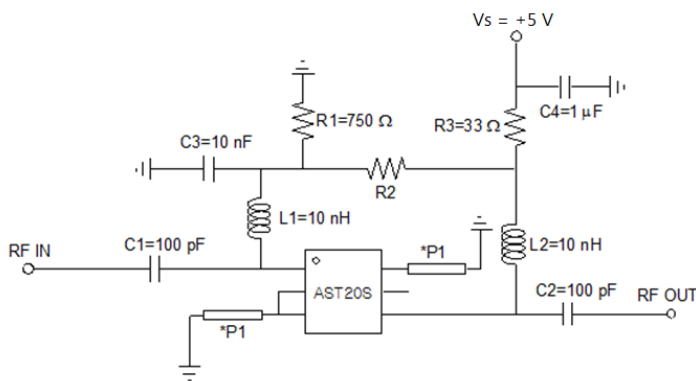 Vs = +5 V
C4=1 μF
R1=750 Ω
R3=33 Ω
C3=10 nF
R2
L1=10 nH
*P1
L2=10 nH
RF IN
C1=100 pF
AST20S
C2=100 pF
RF OUT
*P1